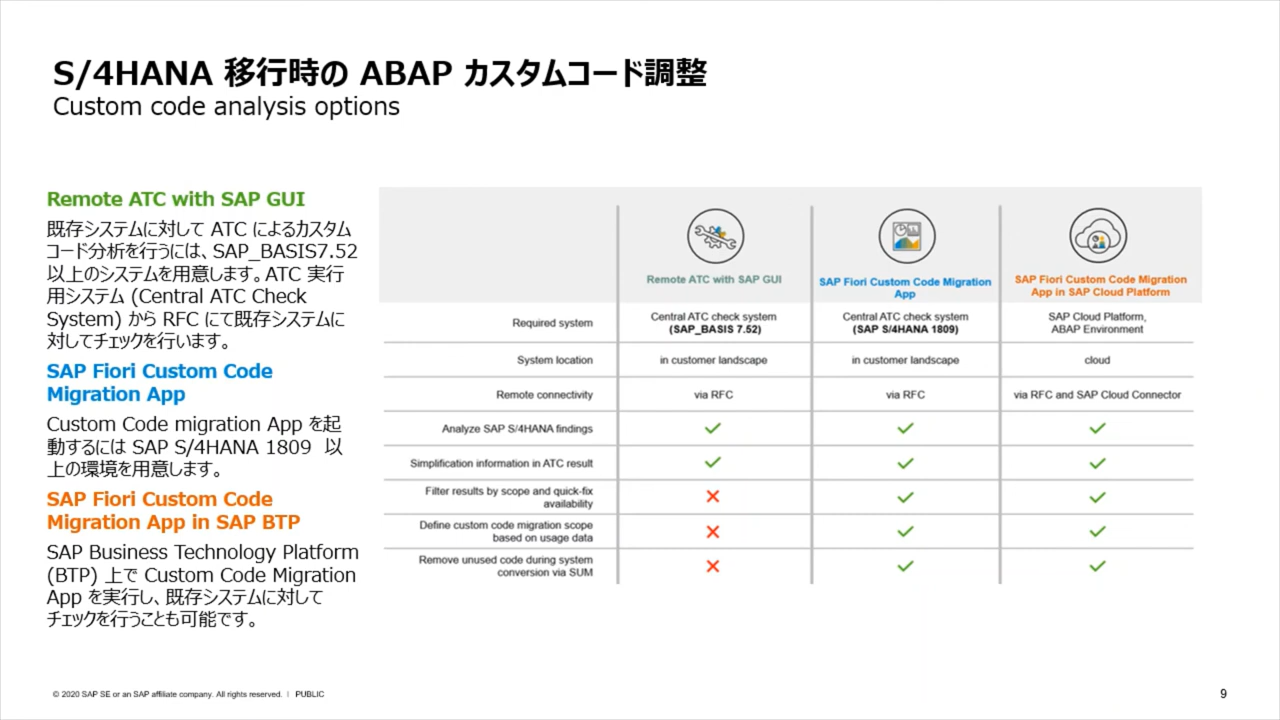 S/4HANA 移行時の ABAP カスタムコード調整
Custom code analysis options
Remote ATC with SAP GUI
既存システムに対して ATC によるカスタム
コード分析を行うには、SAP_BASIS7.52
以上のシステムを用意します。ATC 実行
用システム (Central ATC Check
System) から RFC にて既存システムに
対してチェックを行います。
SAP Fiori Custom Code
Migration App
Custom Code migration App を起
動するには SAP S/4HANA 1809 以
上の環境を用意します。
SAP Fiori Custom Code
Migration App in SAP BTP
SAP Business Technology Platform
(BTP) 上で Custom Code Migration
App を実行し、既存システムに対して
チェックを行うことも可能です。
Remote ATC with SAP GUI
SAP Fiori Custom Code Migration
App
SAP Fiori Custom Code Migration
App in SAP Cloud Platform
Required system
Central ATC check system
(SAP_BASIS 7.52)
Central ATC check system
(SAP S/4HANA 1809)
SAP Cloud Platform,
ABAP Environment
System location
in customer landscape
in customer landscape
cloud
Remote connectivity
via RFC
via RFC
via RFC and SAP Cloud Connector
Analyze SAP S/4HANA findings
Simplification information in ATC result
Filter results by scope and quick-fix
availability
Define custom code migration scope
based on usage data
Remove unused code during system
conversion via SUM
© 2020 SAP SE or an SAP affiliate company. All rights reserved. | PUBLIC
9